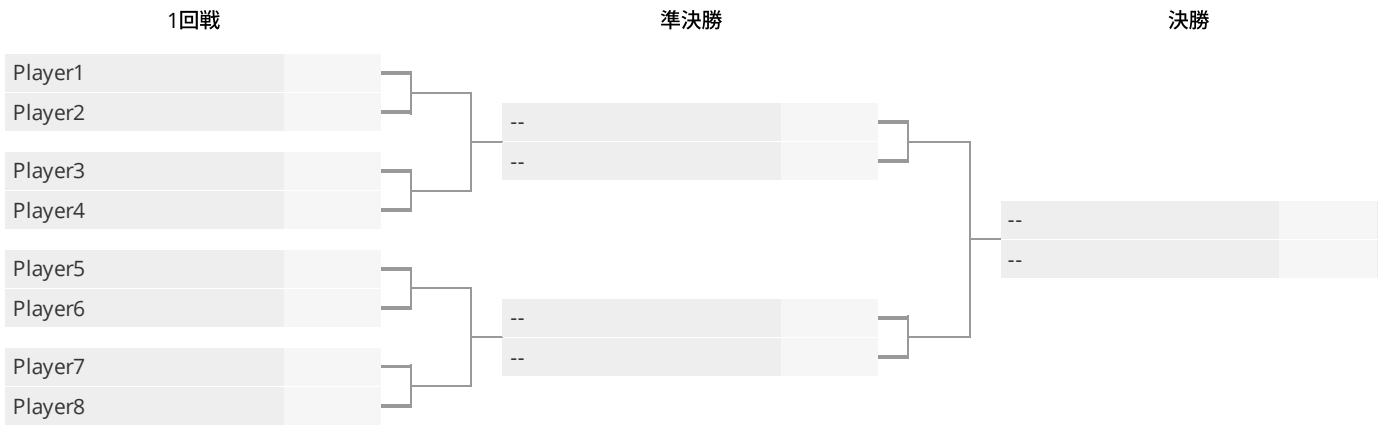 1回戦
準決勝
決勝
Player1
Player2
Player3
Player4
Player5
Player6
Player7
Player8
--
--
--
--
--
--